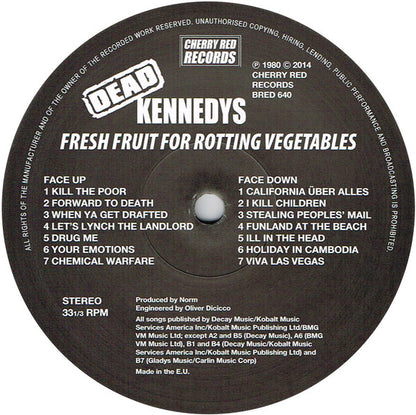 ALL RIGHTS OF THE MANUFACTURER AND OF THE OWNER OF THE RECORDED WORK RESERVED. UNAUTHORISED COPYING, HIRING, LENDING, PUBLIC PERFORMANCE AND BROADCASTING IS PROHIBITED.
CHERRY RED
RECORDS
℗ 1980 © 2014
CHERRY RED
RECORDS
BRED 640
DEAD
KENNEDYS
FRESH FRUIT FOR ROTTING VEGETABLES
FACE UP
1 KILL THE POOR
2 FORWARD TO DEATH
3 WHEN YA GET DRAFTED
4 LET'S LYNCH THE LANDLORD
5 DRUG ME
6 YOUR EMOTIONS
7 CHEMICAL WARFARE
FACE DOWN
1 CALIFORNIA ÜBER ALLES
2 I KILL CHILDREN
3 STEALING PEOPLES' MAIL
4 FUNLAND AT THE BEACH
5 ILL IN THE HEAD
6 HOLIDAY IN CAMBODIA
7 VIVA LAS VEGAS
STEREO
33 1/3 RPM
Produced by Norm
Engineered by Oliver Dicicco
All songs published by Decay Music/Kobalt Music
Services America Inc/Kobalt Music Publishing Ltd/BMG
VM Music Ltd; except A2 and B5 (Decay Music), A6 (BMG
VM Music Ltd), B1 and B4 (Decay Music/Kobalt Music
Services America Inc/Kobalt Music Publishing Ltd) and
B7 (Gladys Music/Carlin Music Corp)
Made in the E.U.